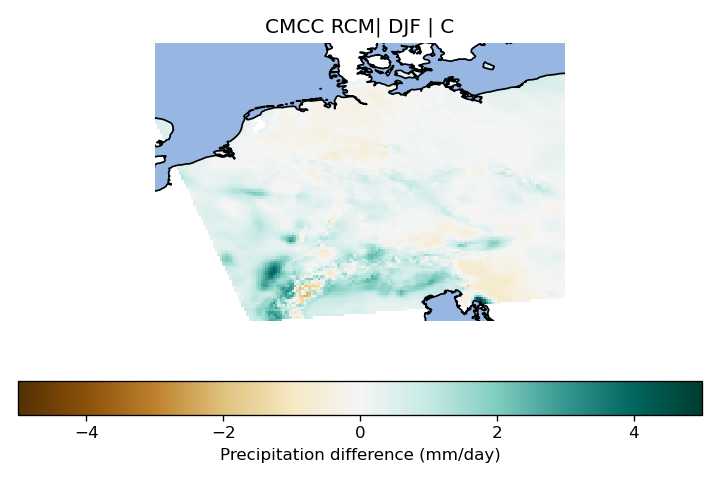 CMCC RCM| DJF | C
−4 −2 0 2 4
Precipitation difference (mm/day)